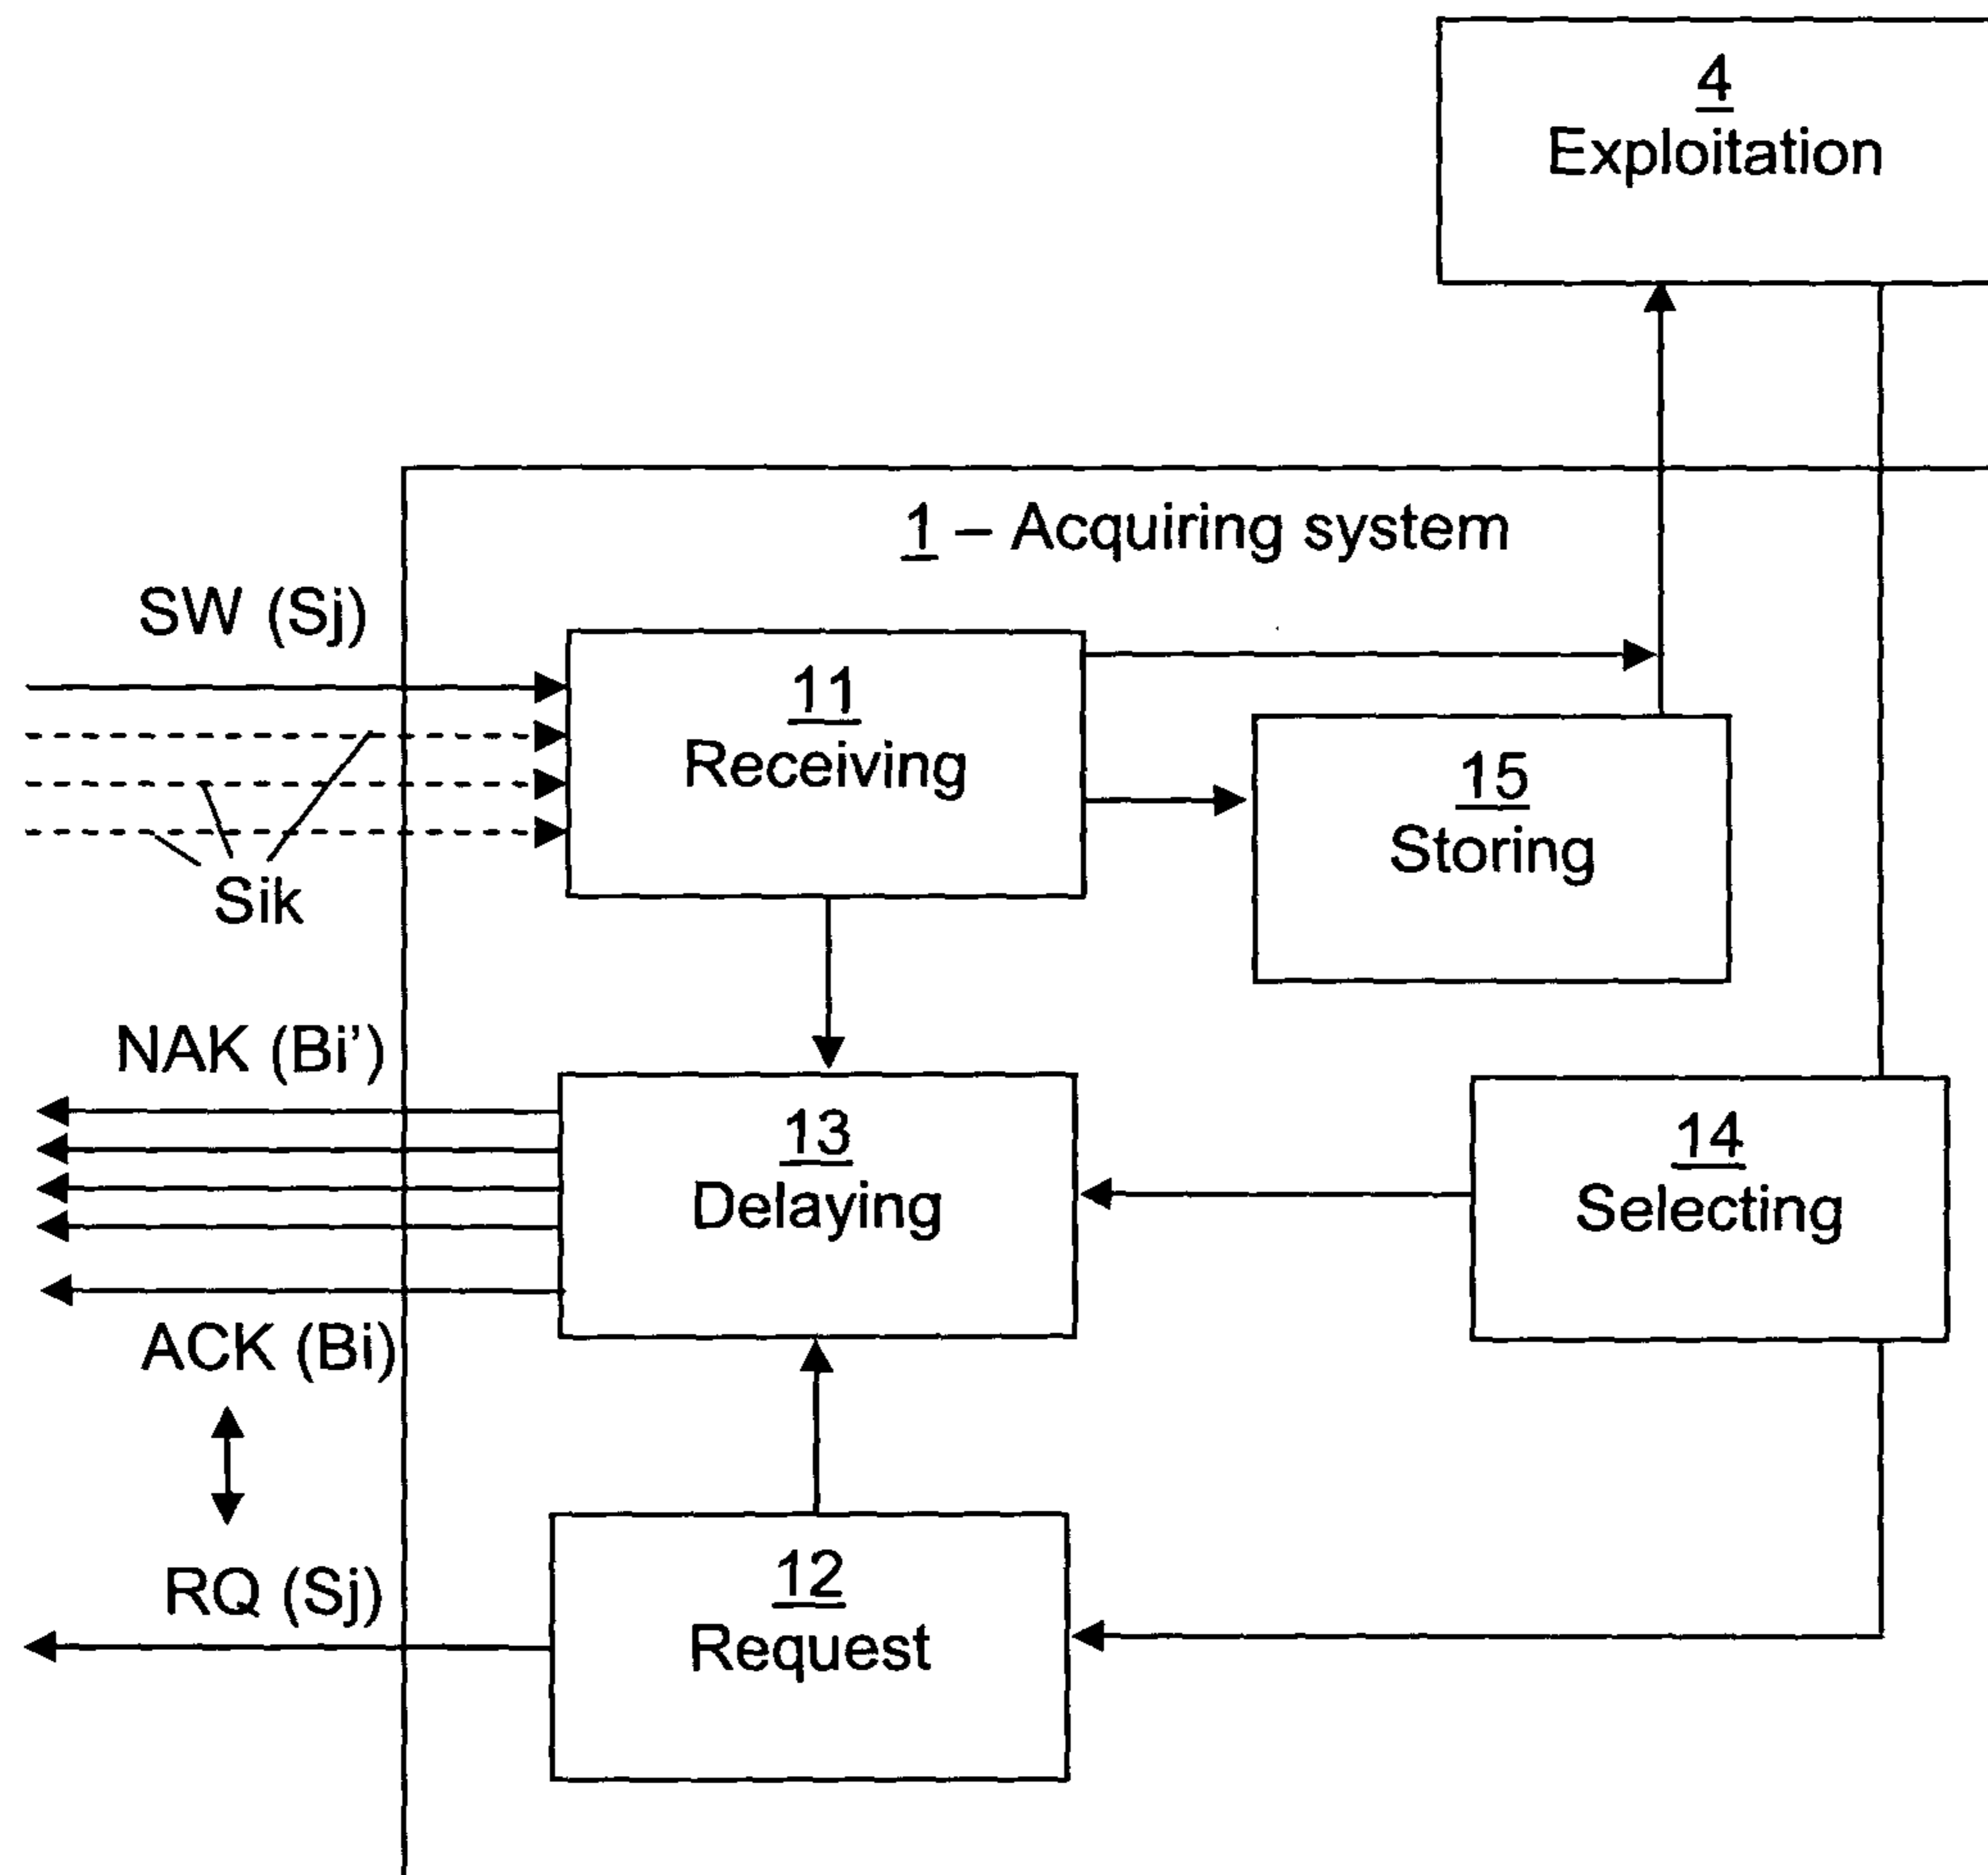 4
Exploitation
1 – Acquiring system
SW (Sj)
11
Receiving
15
Storing
Sik
NAK (Bi’)
13
Delaying
14
Selecting
ACK (Bi)
RQ (Sj)
12
Request